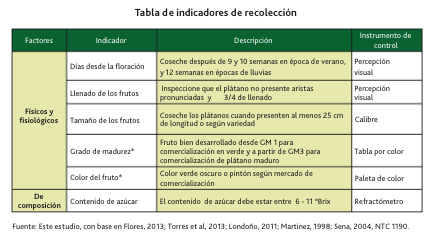 Tabla de indicadores de recolección
Factores Indicador Descripción Instrumento de control
Físicos y fisiológicos
Días desde la floración
Coseche después de 9 y 10 semanas en época de verano,
y 12 semanas en épocas de lluvias
Percepción
visual
Llenado de los frutos
Inspeccione que el plátano no presente aristas
pronunciadas y 3/4 de llenado
Percepción
visual
Tamaño de los frutos
Coseche los plátanos cuando presenten al menos 25 cm
de longitud o según variedad
Calibre
Grado de madurez*
Fruto bien desarrollado desde GM 1 para
comercialización en verde y a partir de GM3 para
comercialización de plátano maduro
Tabla por color
Color del fruto*
Color verde oscuro o pintón según mercado de
comercialización
Paleta de color
De
composición
Contenido de azúcar
El contenido de azúcar debe estar entre 6 - 11 °Brix
Refractómetro
Fuente: Este estudio, con base en Flores, 2013; Torres et al, 2013; Londoño, 2011; Martinez, 1998; Sena, 2004, NTC 1190.